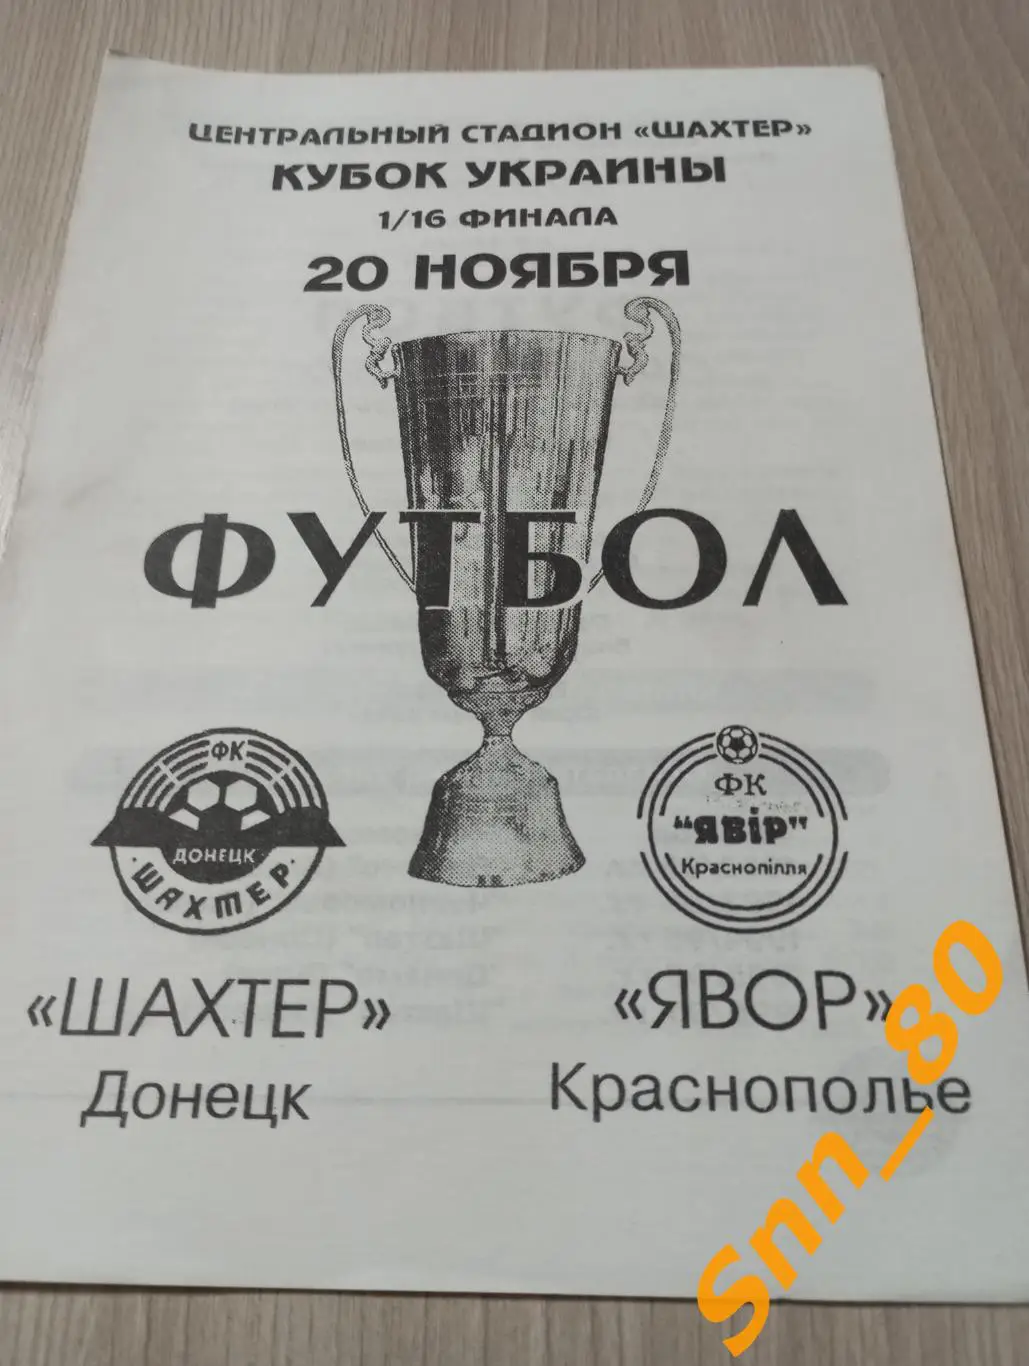 ЦЕНТРАЛЬНЫЙ СТАДИОН «ШАХТЕР»
КУБОК УКРАИНЫ
1/16 ФИНАЛА
20 НОЯБРЯ
ФУТБОЛ
ФК
ДОНЕЦК
ШАХТЕР
ФК
"ЯВІР"
Краснопілля
«ШАХТЕР»
Донецк
«ЯВОР»
Краснополье
Snn_80